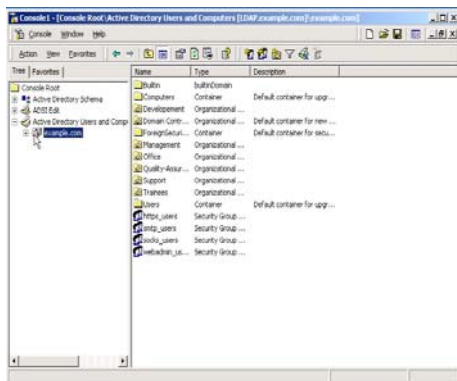 Console1 - [Console Root\Active Directory Users and Computers [LDAP.example.com]\example.com]
Console Window Help
Action View Favorites
Tree Favorites
Name Type Description
Console Root
Active Directory Schema
ADSI Edit
Active Directory Users and Comp
example.com
Builtin builtinDomain
Computers Container Default container for upgr...
Developement Organizational ...
Domain Contr... Organizational ... Default container for new ...
ForeignSecuri... Container Default container for secu...
Management Organizational ...
Office Organizational ...
Quality-Assur... Organizational ...
Support Organizational ...
Trainees Organizational ...
Users Container Default container for upgr...
https_users Security Group ...
smtp_users Security Group ...
socks_users Security Group ...
webadmin_us... Security Group ...